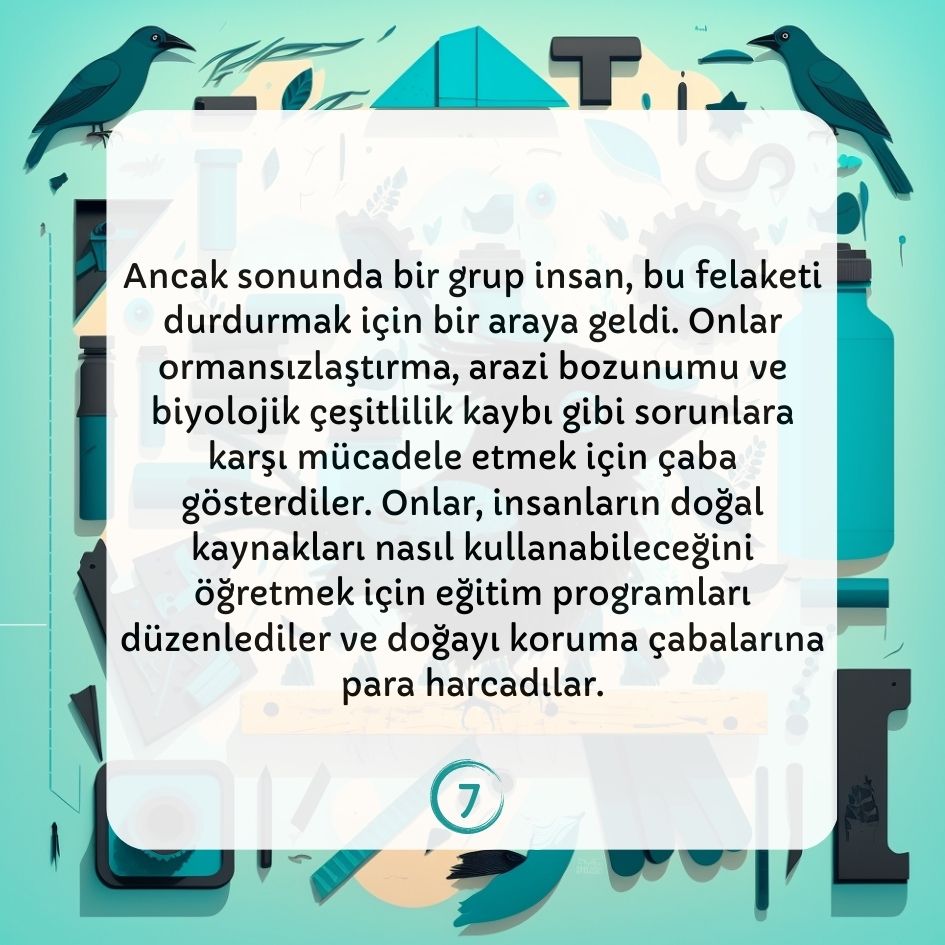 Ancak sonunda bir grup insan, bu felaketi
durdurmak için bir araya geldi. Onlar
ormansızlaştırma, arazi bozunumu ve
biyolojik çeşitlilik kaybı gibi sorunlara
karşı mücadele etmek için çaba
gösterdiler. Onlar, insanların doğal
kaynakları nasıl kullanabileceğini
öğretmek için eğitim programları
düzenlediler ve doğayı koruma çabalarına
para harcadılar.
7